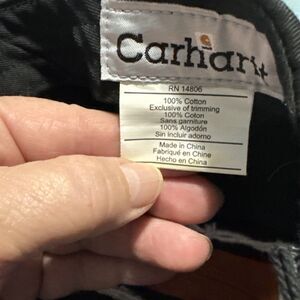 Carhartt
RN 14806
100% Cotton
Exclusive of trimming
100% Coton
Sans garniture
100% Algodón
Sin incluir adorno
Made in China
Fabriqué en Chine
Hecho en China